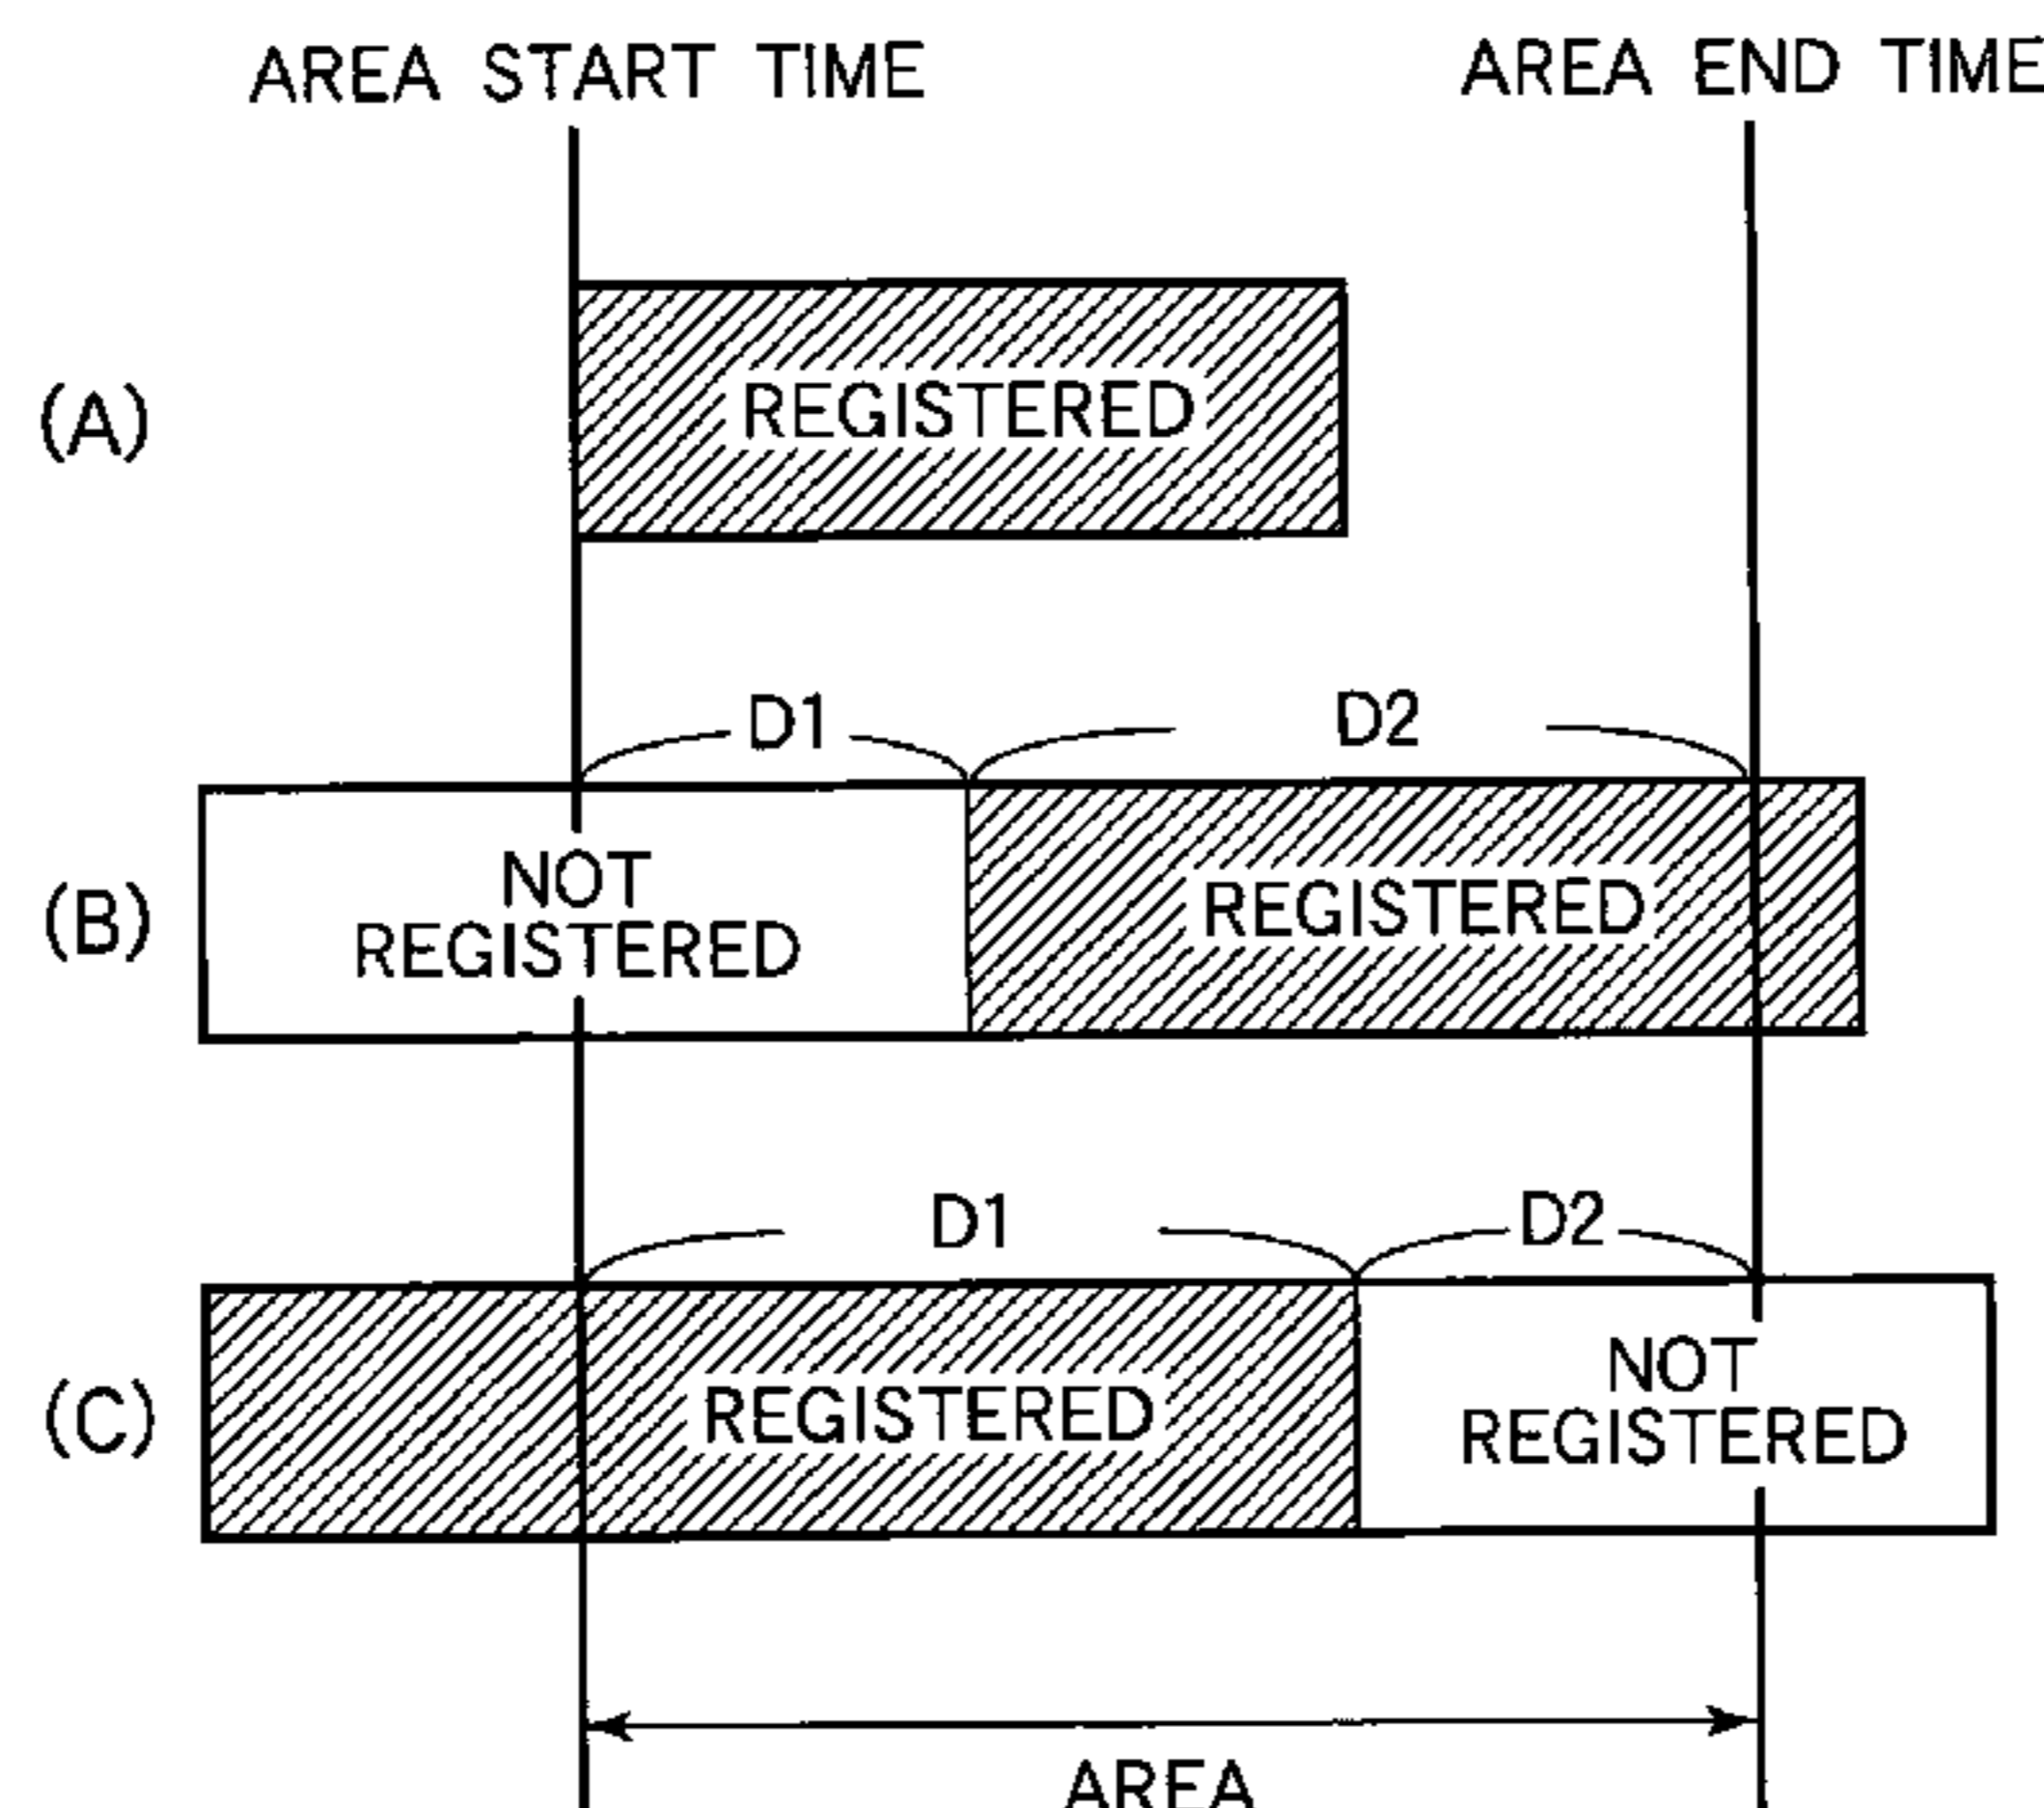 AREA START TIME
AREA END TIME
(A)
REGISTERED
D1
D2
(B)
NOT
REGISTERED
REGISTERED
D1
D2
(C)
REGISTERED
NOT
REGISTERED
AREA